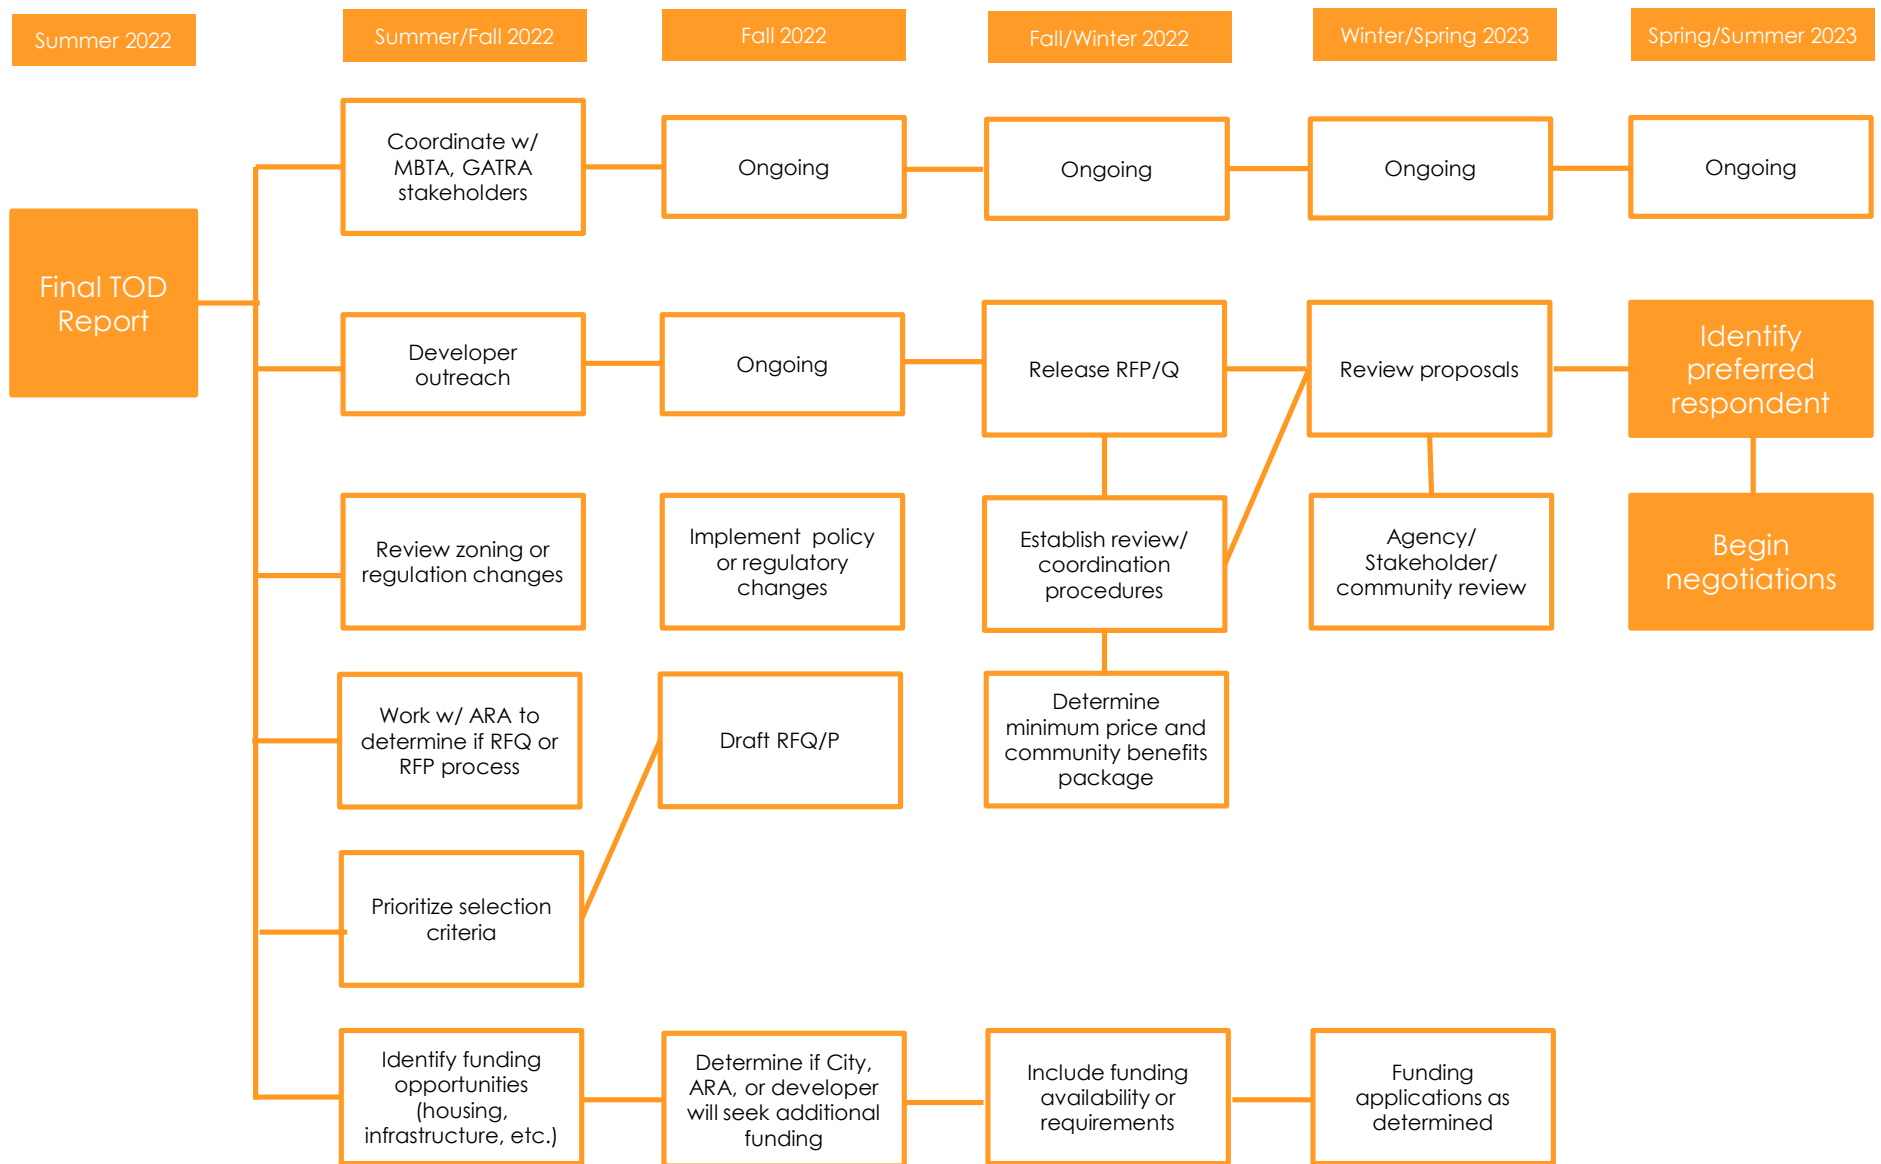 Summer 2022
Summer/Fall 2022
Fall 2022
Fall/Winter 2022
Winter/Spring 2023
Spring/Summer 2023
Final TOD
Report
Coordinate w/
MBTA, GATRA
stakeholders
Ongoing
Ongoing
Ongoing
Ongoing
Developer
outreach
Ongoing
Release RFP/Q
Review proposals
Identify
preferred
respondent
Review zoning or
regulation changes
Implement policy
or regulatory
changes
Establish review/
coordination
procedures
Agency/
Stakeholder/
community review
Begin
negotiations
Work w/ ARA to
determine if RFQ or
RFP process
Draft RFQ/P
Determine
minimum price and
community benefits
package
Prioritize selection
criteria
Identify funding
opportunities
(housing,
infrastructure, etc.)
Determine if City,
ARA, or developer
will seek additional
funding
Include funding
availability or
requirements
Funding
applications as
determined